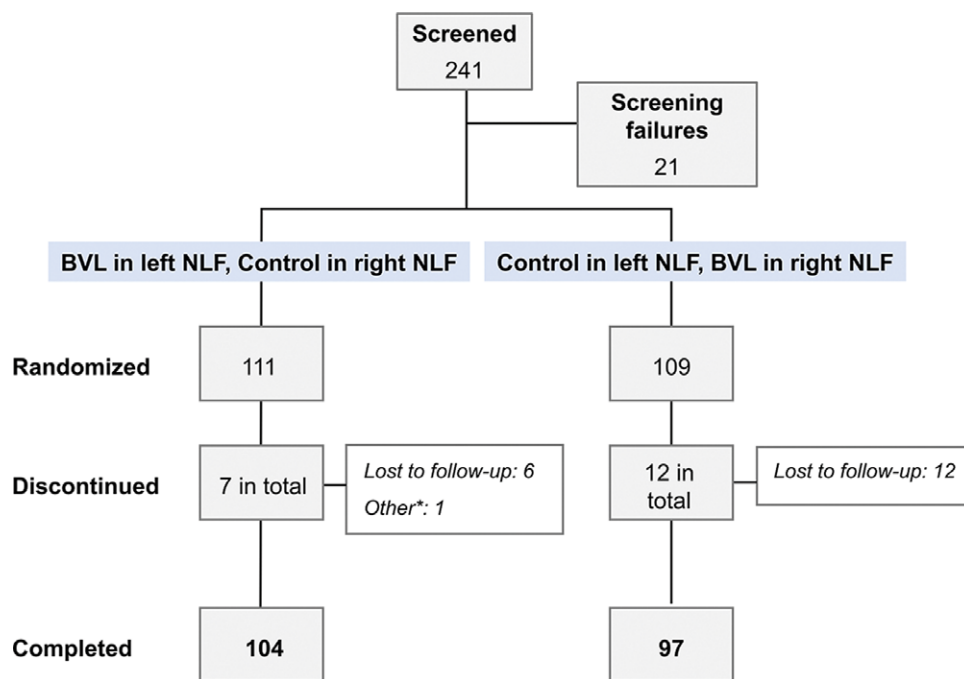 Screened
241
Screening
failures
21
BVL in left NLF, Control in right NLF
Control in left NLF, BVL in right NLF
Randomized
111
109
Discontinued
7 in total
Lost to follow-up: 6
Other*: 1
12 in
total
Lost to follow-up: 12
Completed
104
97